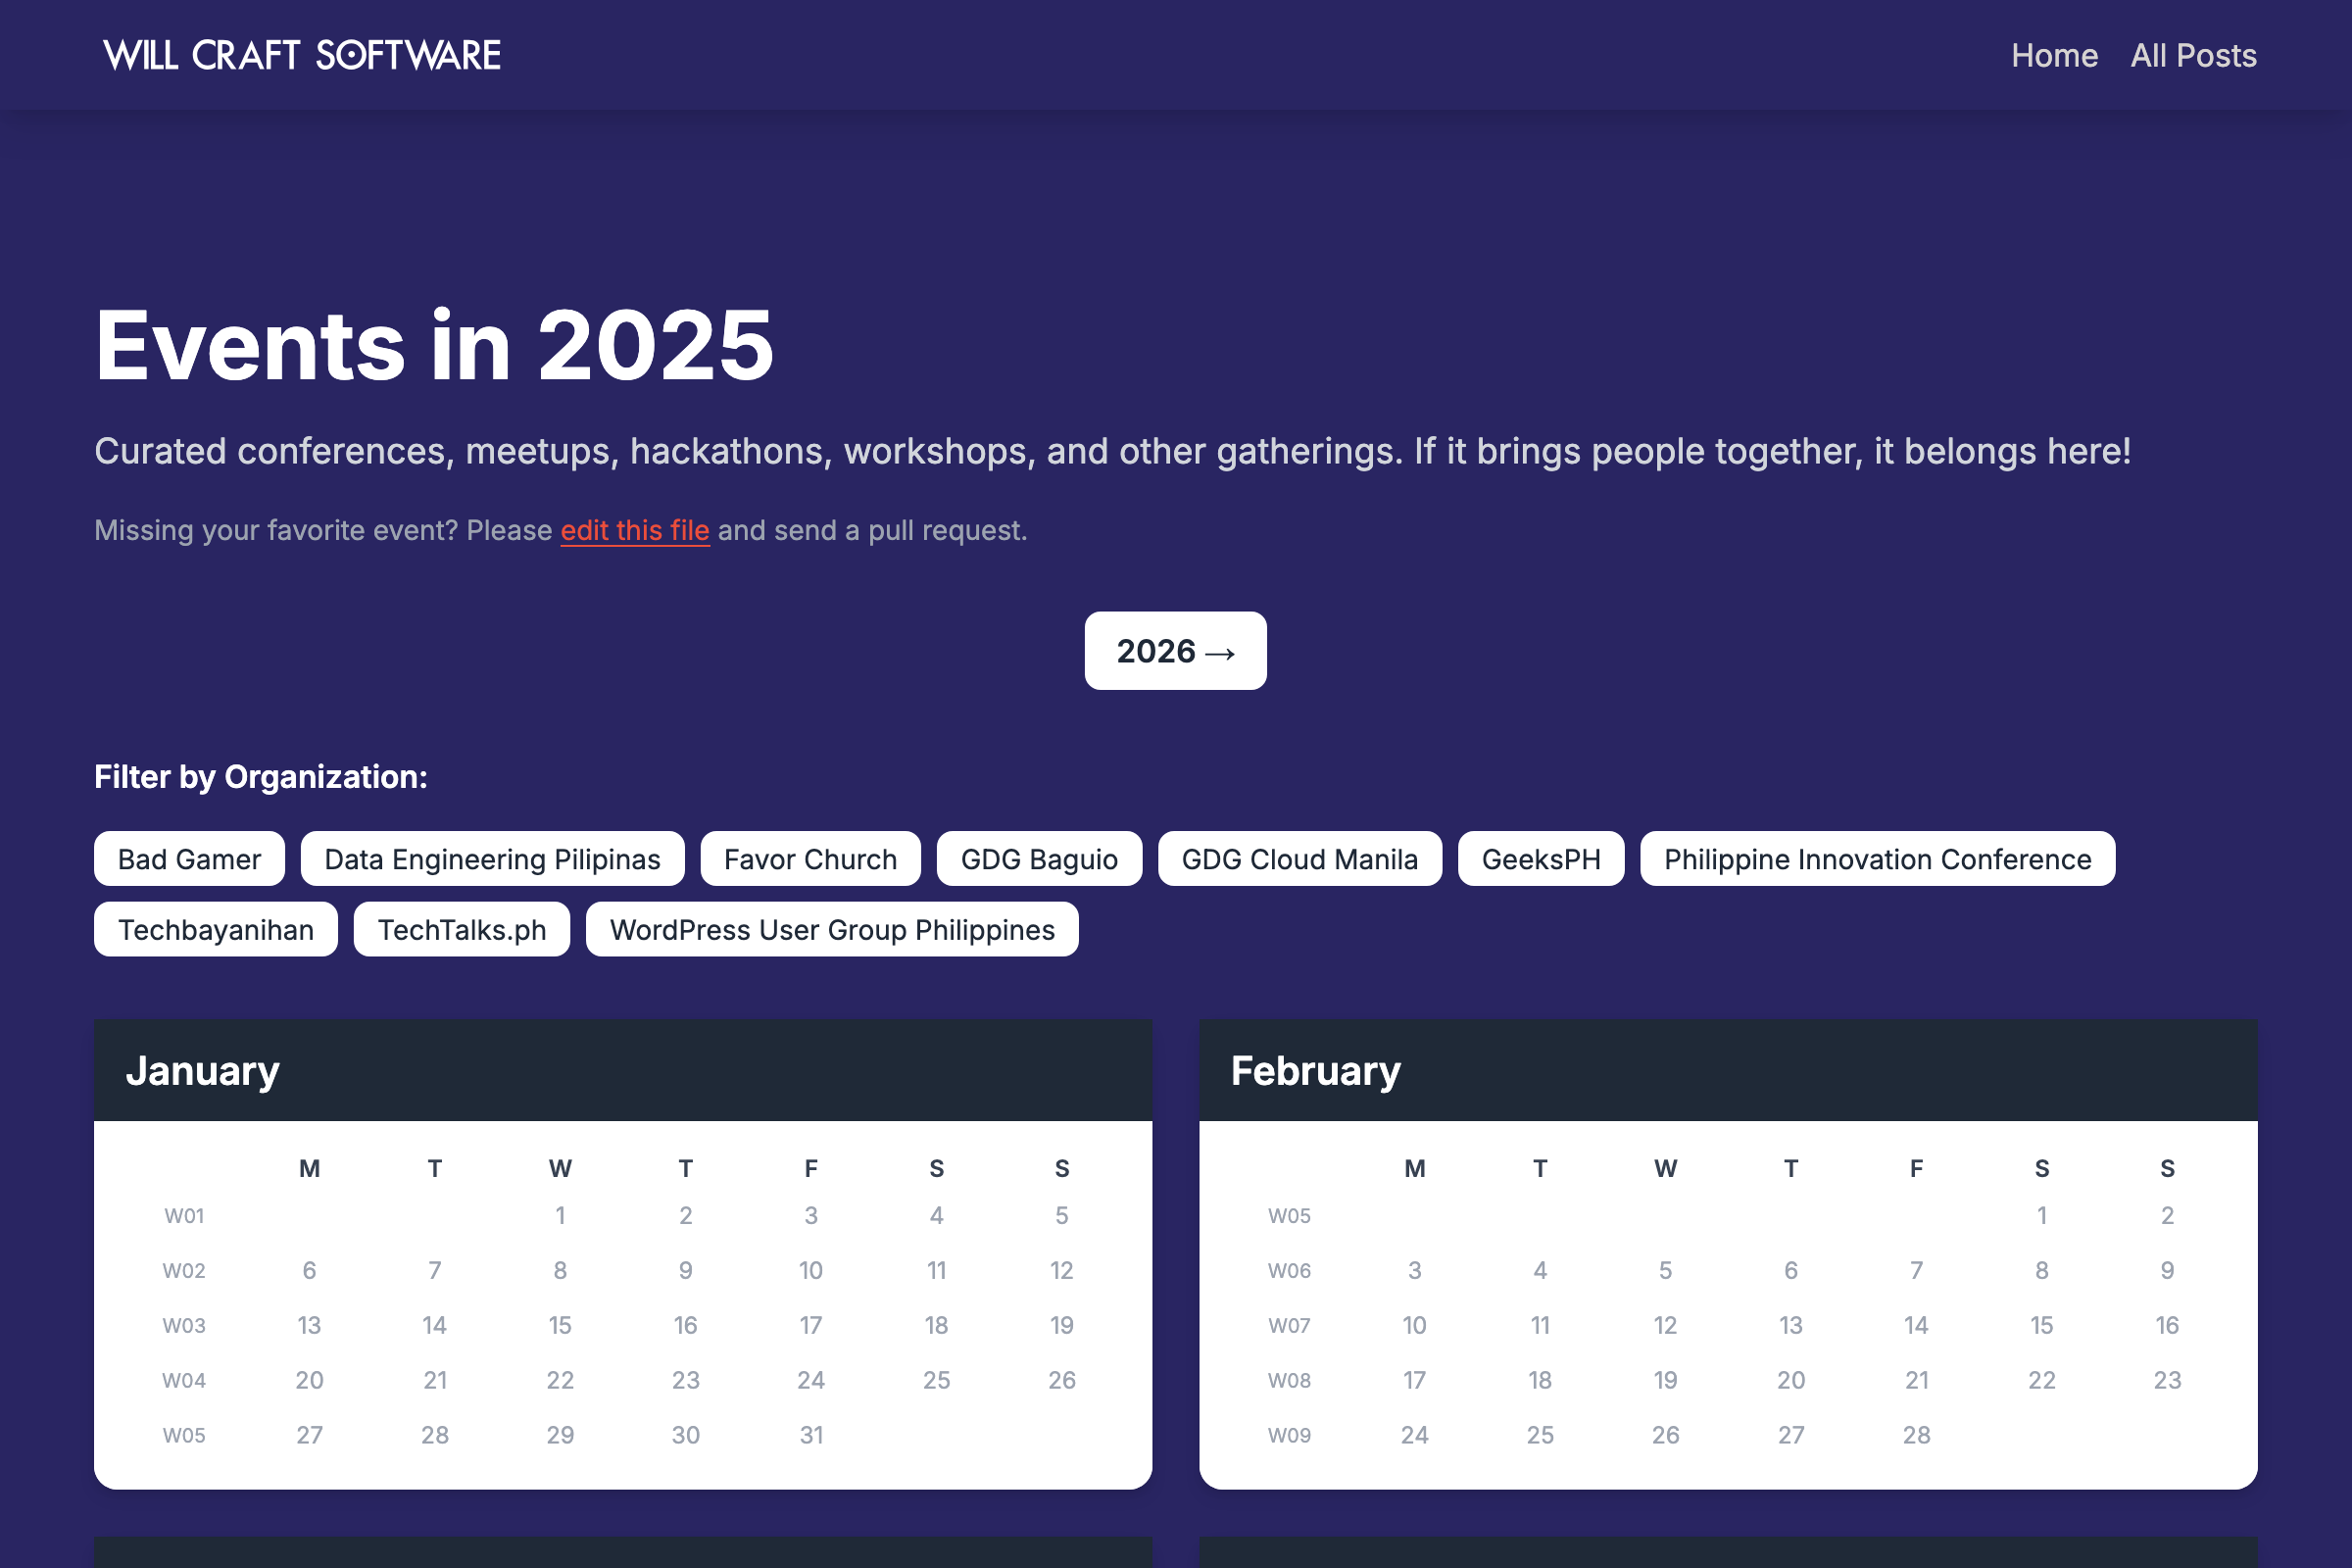 WILL CRAFT SOFTWARE
Home All Posts
Events in 2025
Curated conferences, meetups, hackathons, workshops, and other gatherings. If it brings people together, it belongs here!
Missing your favorite event? Please edit this file and send a pull request.
2026 →
Filter by Organization:
Bad Gamer Data Engineering Pilipinas Favor Church GDG Baguio GDG Cloud Manila GeeksPH Philippine Innovation Conference
Techbayanihan TechTalks.ph WordPress User Group Philippines
January
M T W T F S S
W01 1 2 3 4 5
W02 6 7 8 9 10 11 12
W03 13 14 15 16 17 18 19
W04 20 21 22 23 24 25 26
W05 27 28 29 30 31
February
M T W T F S S
W05 1 2
W06 3 4 5 6 7 8 9
W07 10 11 12 13 14 15 16
W08 17 18 19 20 21 22 23
W09 24 25 26 27 28